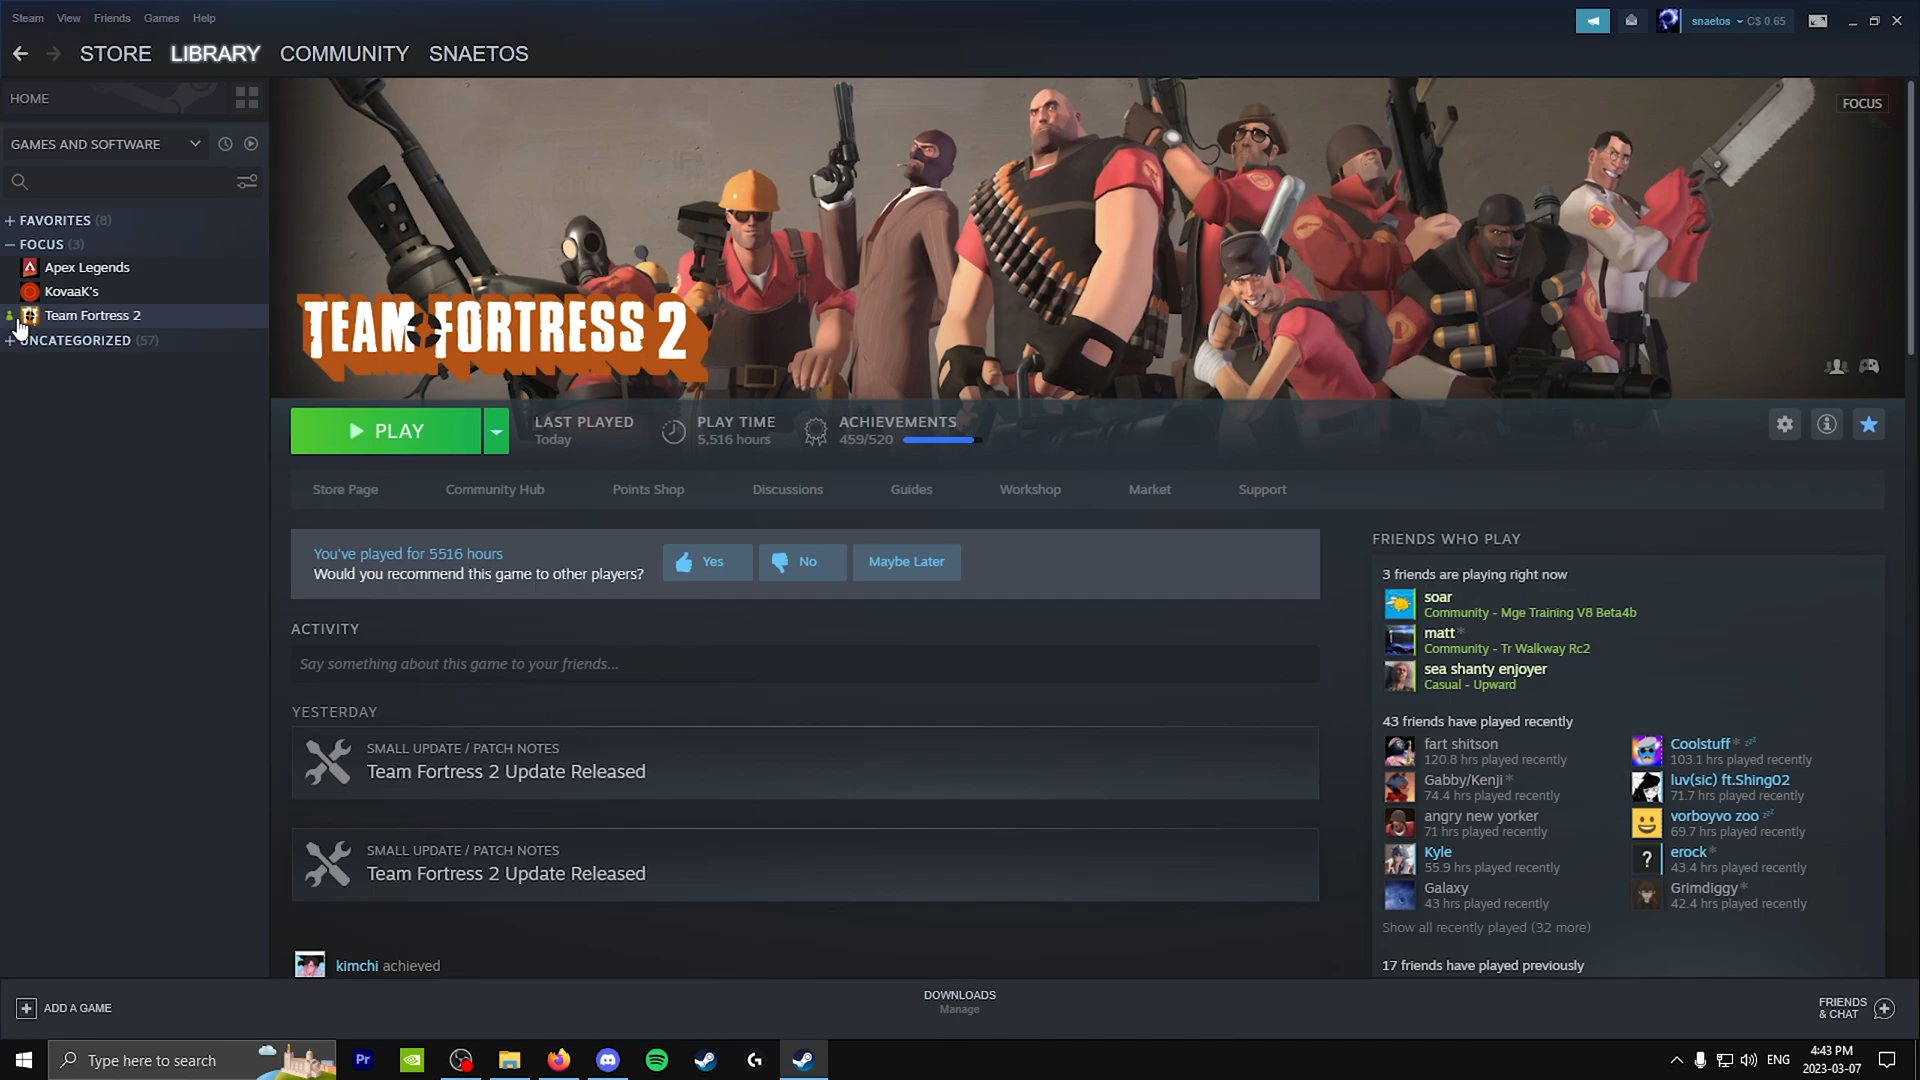 Steam View Friends Games Help
snaetos C$ 0.65
STORE LIBRARY COMMUNITY SNAETOS
HOME
GAMES AND SOFTWARE
+ FAVORITES (8)
− FOCUS (3)
Apex Legends
KovaaK's
Team Fortress 2
+ UNCATEGORIZED (57)
FOCUS
TEAM FORTRESS 2
PLAY
LAST PLAYED
Today
PLAY TIME
5,516 hours
ACHIEVEMENTS
459/520
Store Page Community Hub Points Shop Discussions Guides Workshop Market Support
You've played for 5516 hours
Would you recommend this game to other players?
Yes No Maybe Later
ACTIVITY
Say something about this game to your friends...
YESTERDAY
SMALL UPDATE / PATCH NOTES
Team Fortress 2 Update Released
SMALL UPDATE / PATCH NOTES
Team Fortress 2 Update Released
kimchi achieved
FRIENDS WHO PLAY
3 friends are playing right now
soar
Community - Mge Training V8 Beta4b
matt*
Community - Tr Walkway Rc2
sea shanty enjoyer
Casual - Upward
43 friends have played recently
fart shitson
120.8 hrs played recently
Coolstuff* zzz
103.1 hrs played recently
Gabby/Kenji*
74.4 hrs played recently
luv(sic) ft.Shing02
71.7 hrs played recently
angry new yorker
71 hrs played recently
vorboyvo zoo zzz
69.7 hrs played recently
Kyle
55.9 hrs played recently
? erock*
43.4 hrs played recently
Galaxy
43 hrs played recently
Grimdiggy*
42.4 hrs played recently
Show all recently played (32 more)
17 friends have played previously
ADD A GAME
DOWNLOADS
Manage
FRIENDS
& CHAT
Type here to search
Pr
ENG
4:43 PM
2023-03-07